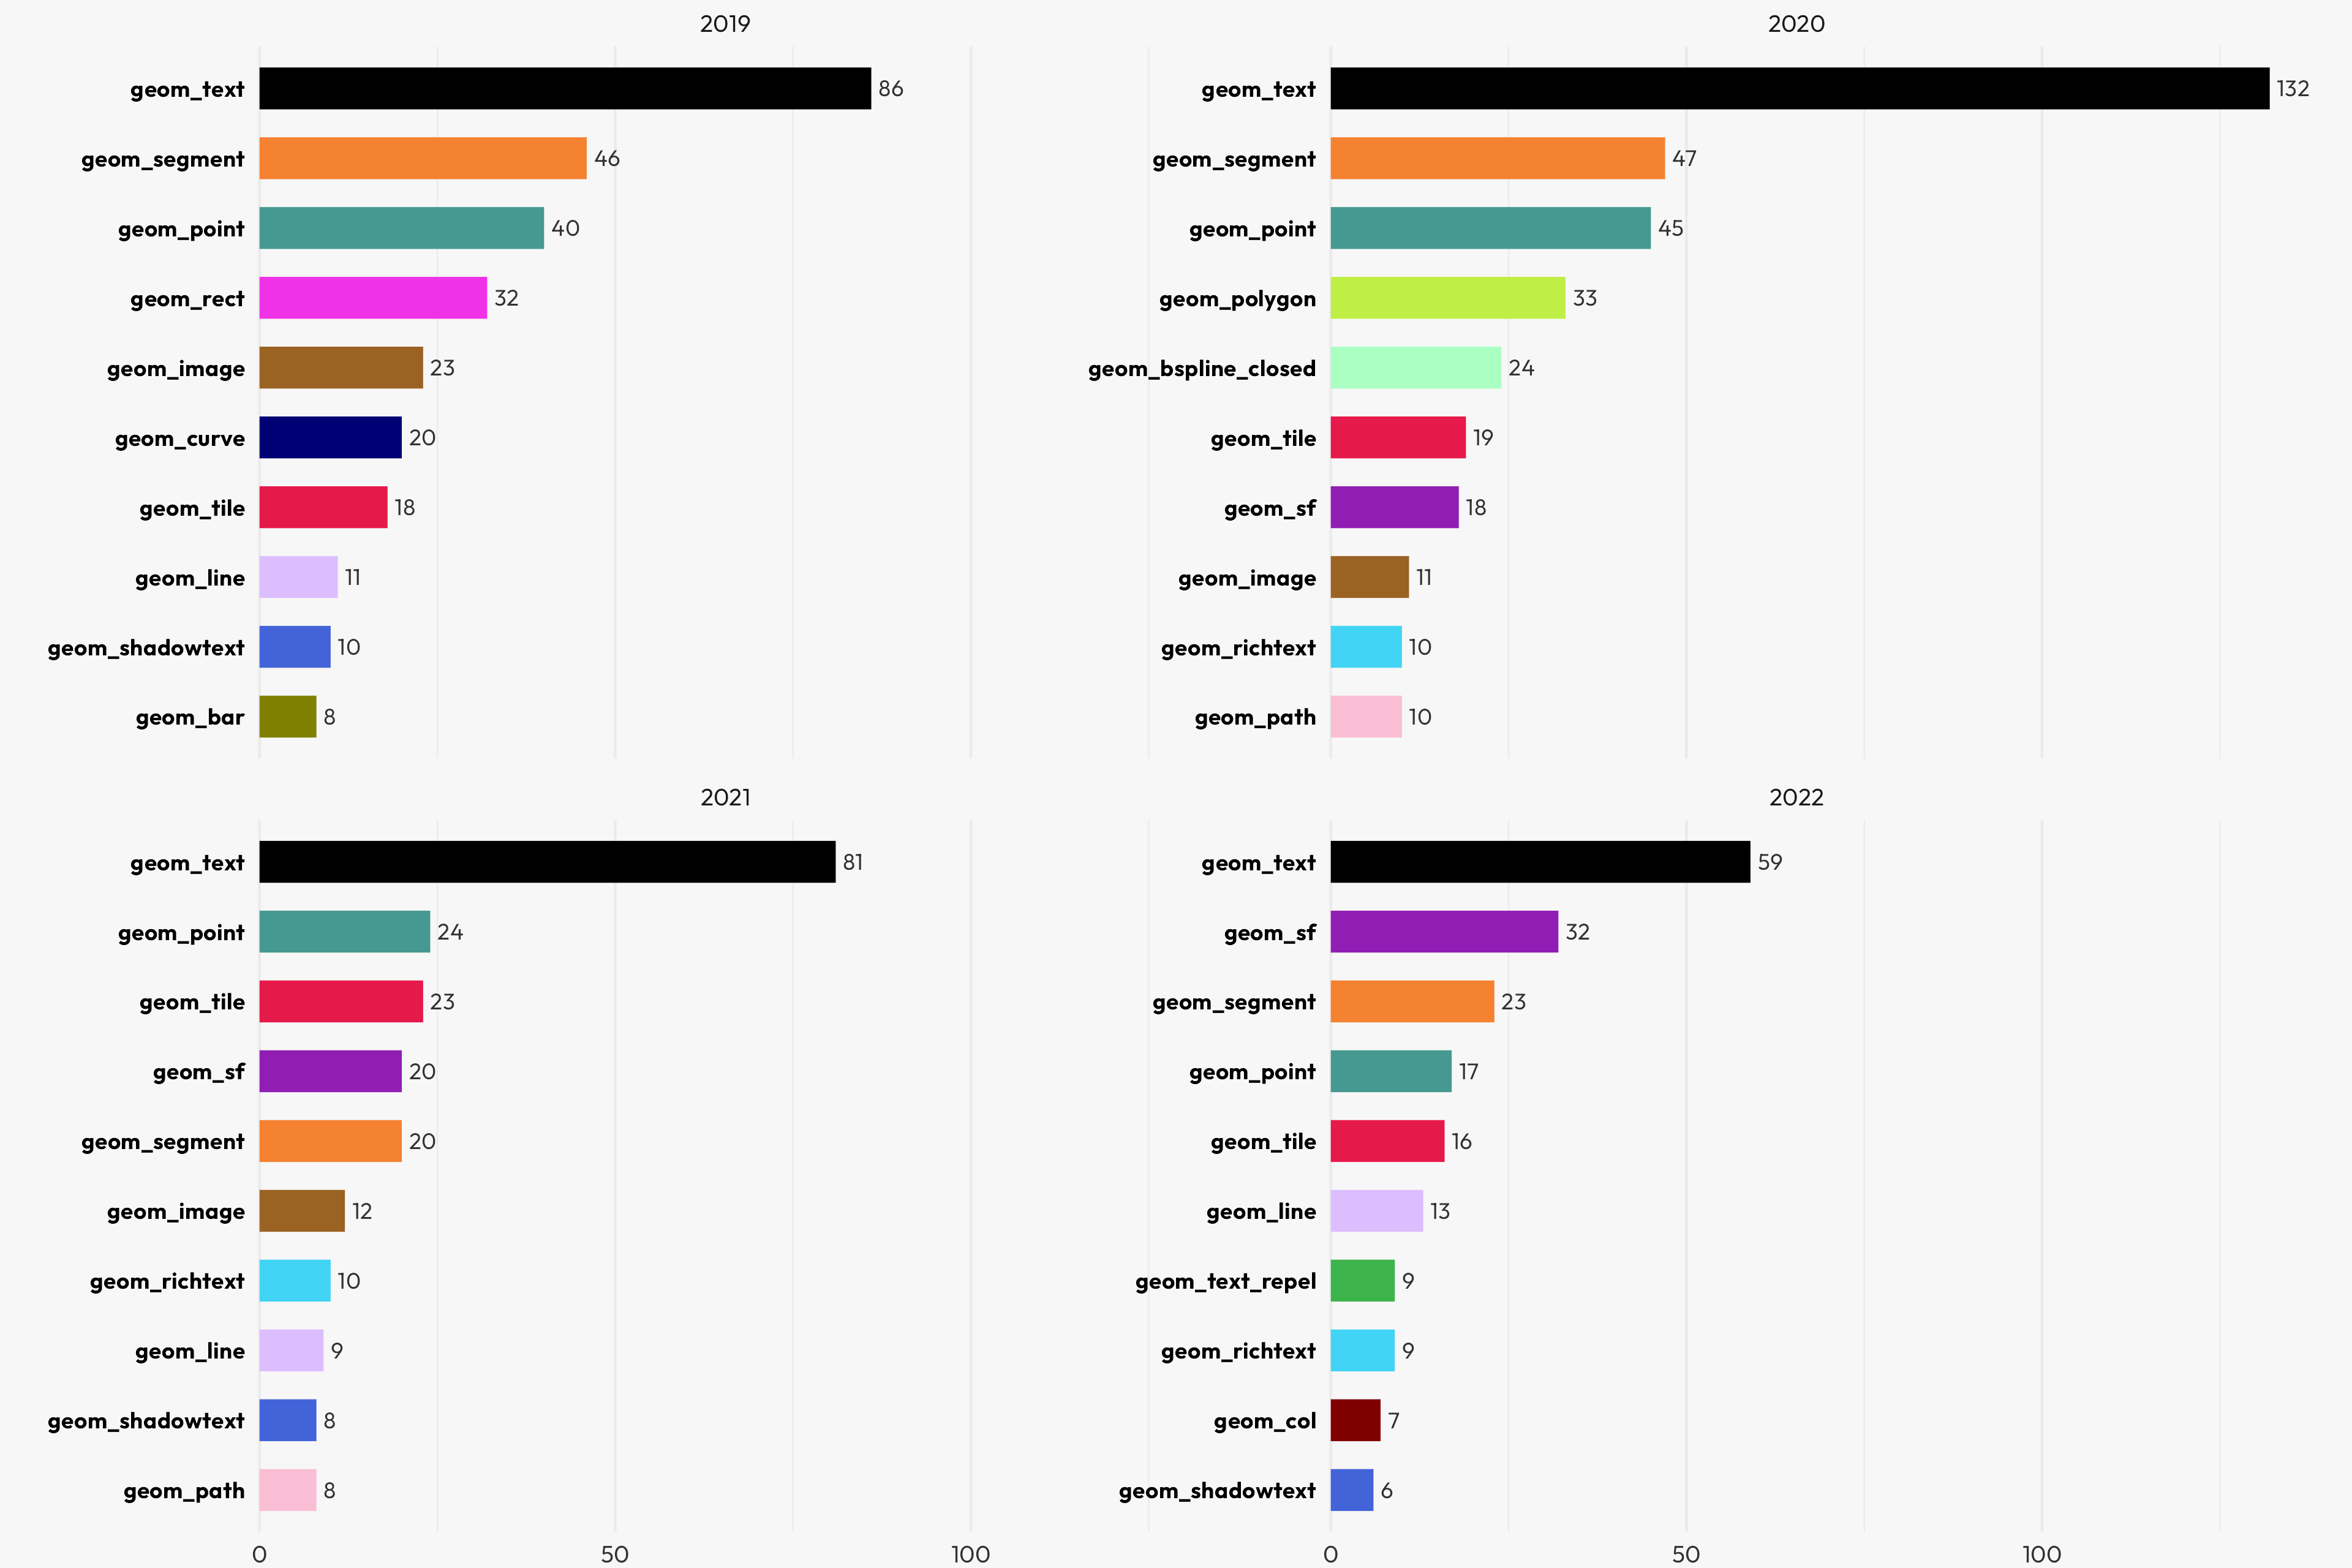 2019
geom_text 86
geom_segment 46
geom_point 40
geom_rect 32
geom_image 23
geom_curve 20
geom_tile 18
geom_line 11
geom_shadowtext 10
geom_bar 8
2020
geom_text 132
geom_segment 47
geom_point 45
geom_polygon 33
geom_bspline_closed 24
geom_tile 19
geom_sf 18
geom_image 11
geom_richtext 10
geom_path 10
2021
geom_text 81
geom_point 24
geom_tile 23
geom_sf 20
geom_segment 20
geom_image 12
geom_richtext 10
geom_line 9
geom_shadowtext 8
geom_path 8
0 50 100
2022
geom_text 59
geom_sf 32
geom_segment 23
geom_point 17
geom_tile 16
geom_line 13
geom_text_repel 9
geom_richtext 9
geom_col 7
geom_shadowtext 6
0 50 100